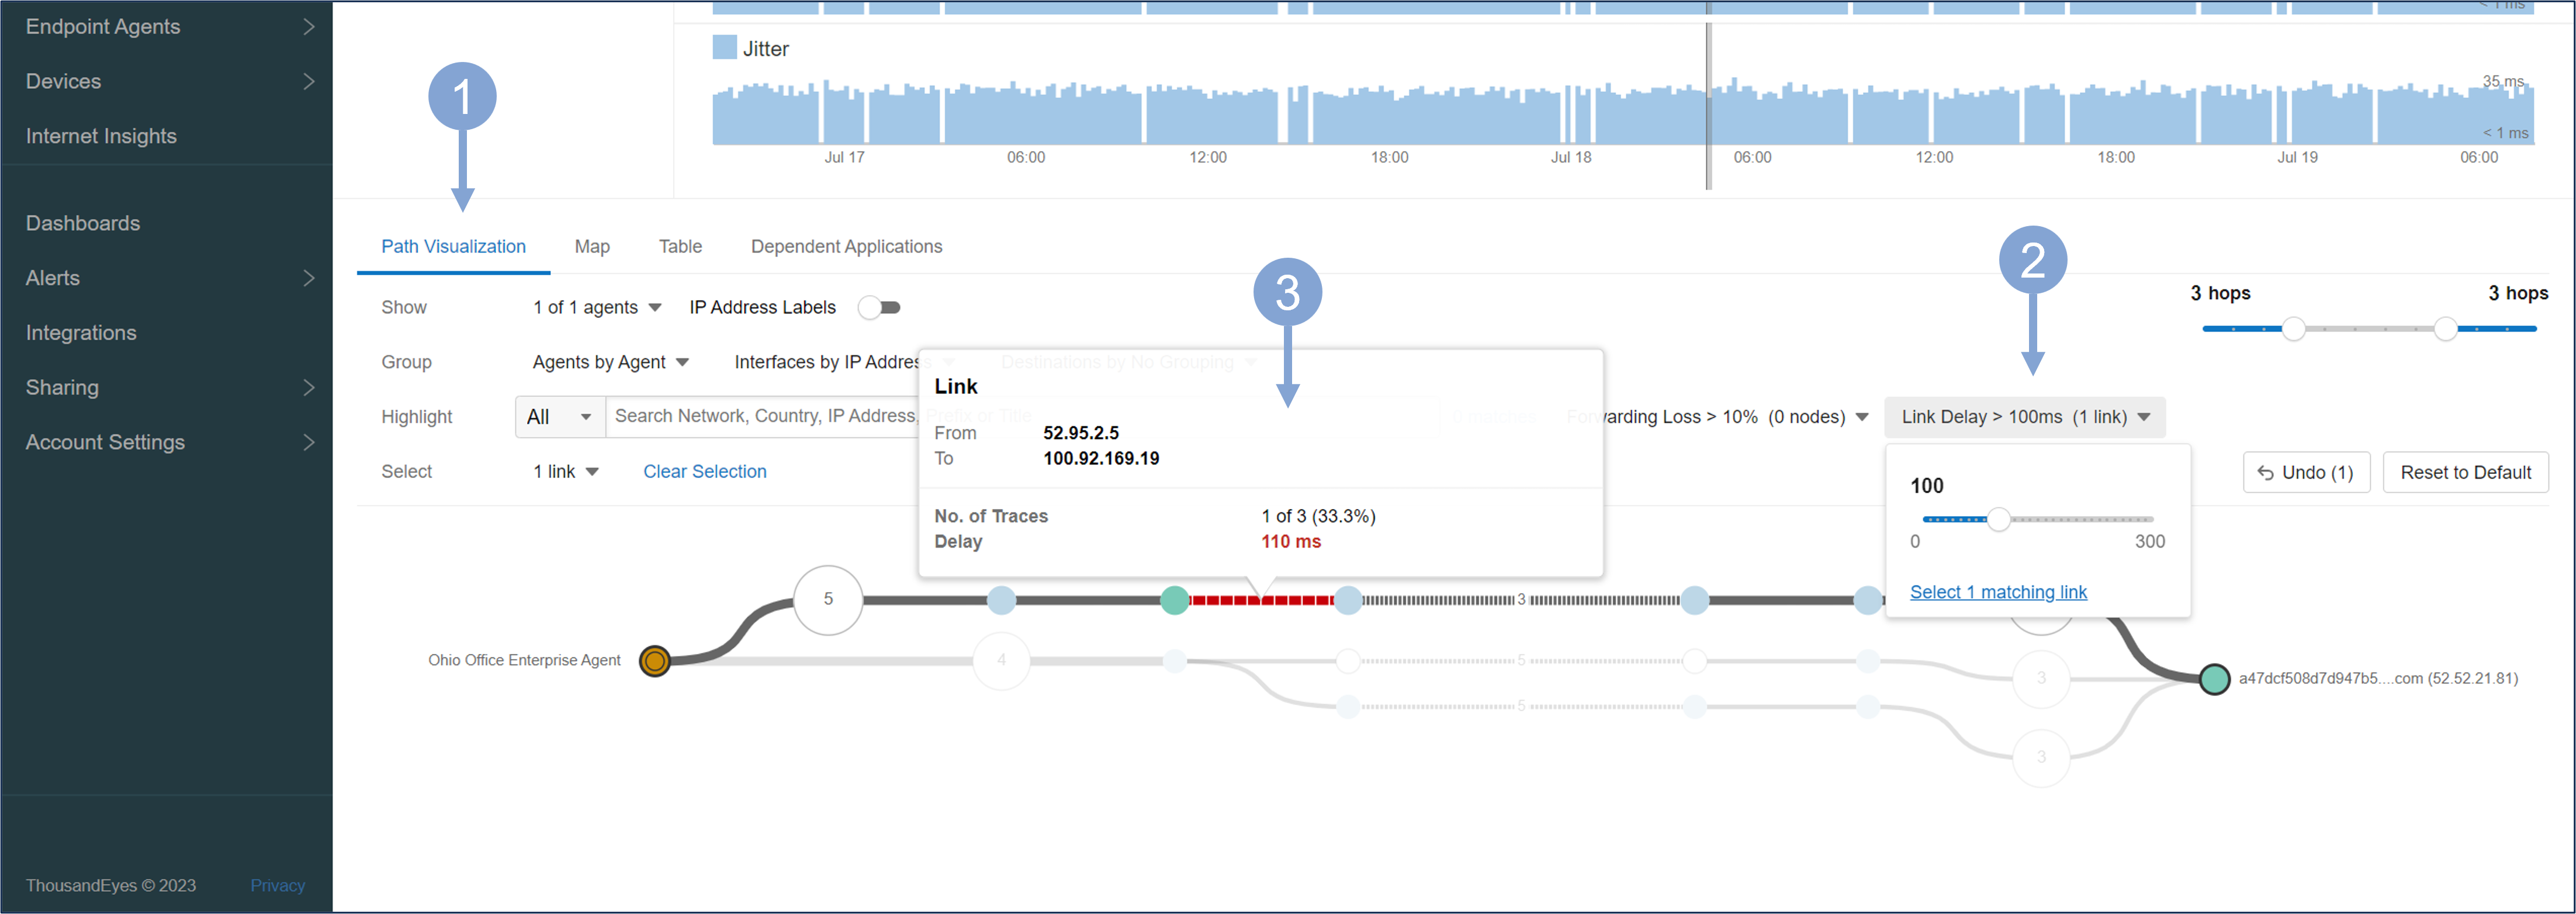 Endpoint Agents
Devices
Internet Insights
Dashboards
Alerts
Integrations
Sharing
Account Settings
ThousandEyes © 2023 Privacy
< 1 ms
Jitter
35 ms
< 1 ms
Jul 17 06:00 12:00 18:00 Jul 18 06:00 12:00 18:00 Jul 19 06:00
1
2
3
Path Visualization Map Table Dependent Applications
Show 1 of 1 agents IP Address Labels
3 hops 3 hops
Group Agents by Agent Interfaces by IP Address Destinations by No Grouping
Highlight All Search Network, Country, IP Address, Prefix or Title 0 matches Forwarding Loss > 10% (0 nodes) Link Delay > 100ms (1 link)
Select 1 link Clear Selection
Undo (1) Reset to Default
Link
From 52.95.2.5
To 100.92.169.19
No. of Traces 1 of 3 (33.3%)
Delay 110 ms
100
0 300
Select 1 matching link
5 3
Ohio Office Enterprise Agent 4 5 3
a47dcf508d7d947b5....com (52.52.21.81)
5
3